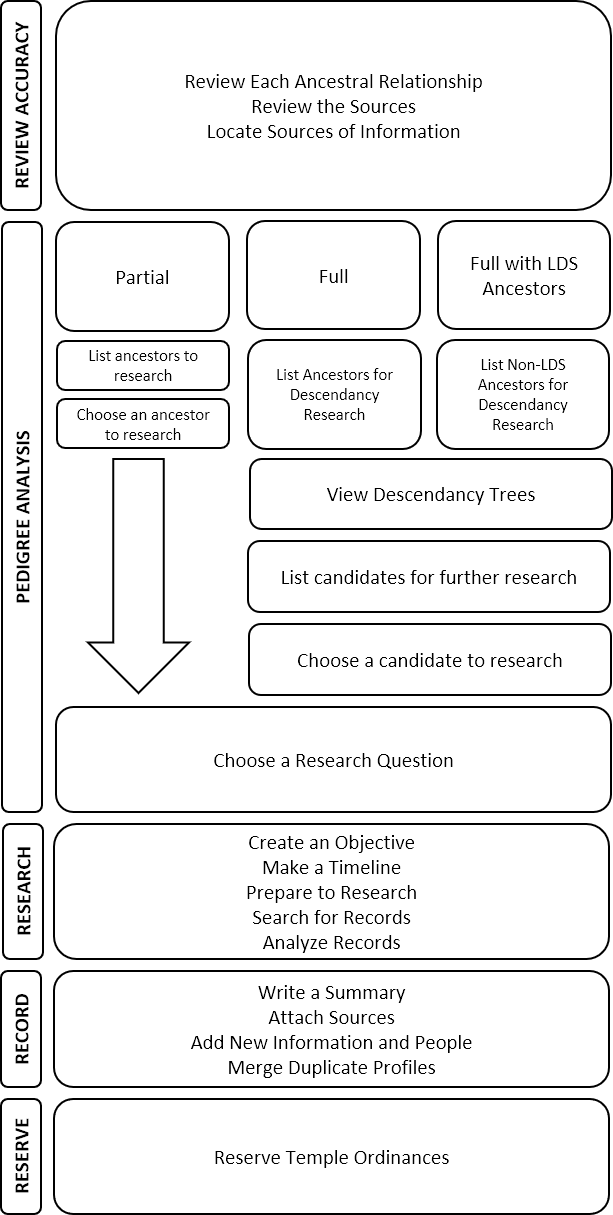 REVIEW ACCURACY
Review Each Ancestral Relationship
Review the Sources
Locate Sources of Information
PEDIGREE ANALYSIS
Partial
Full
Full with LDS
Ancestors
List ancestors to
research
Choose an ancestor
to research
List Ancestors for
Descendancy
Research
List Non-LDS
Ancestors for
Descendancy
Research
View Descendancy Trees
List candidates for further research
Choose a candidate to research
Choose a Research Question
RESEARCH
Create an Objective
Make a Timeline
Prepare to Research
Search for Records
Analyze Records
RECORD
Write a Summary
Attach Sources
Add New Information and People
Merge Duplicate Profiles
RESERVE
Reserve Temple Ordinances